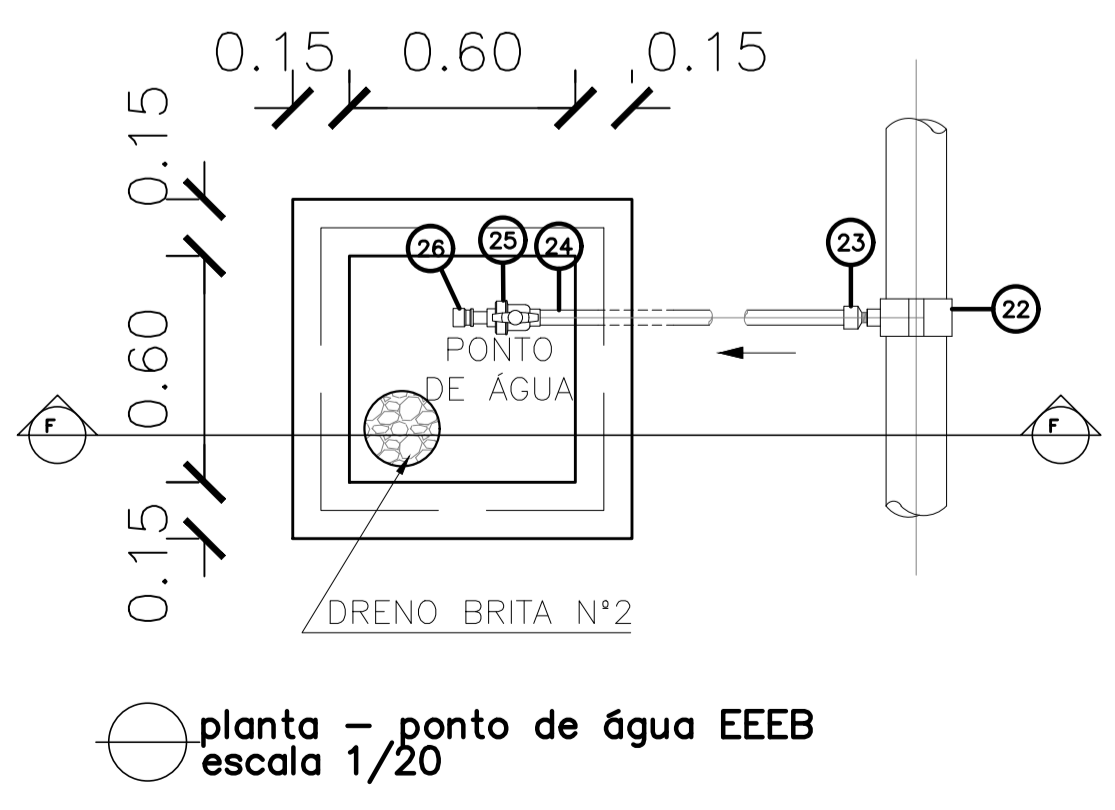 0.15 0.60 0.15
0.15
0.60
0.15
26 25 24 23
22
PONTO
DE ÁGUA
F F
DRENO BRITA Nº2
planta – ponto de água EEEB
escala 1/20